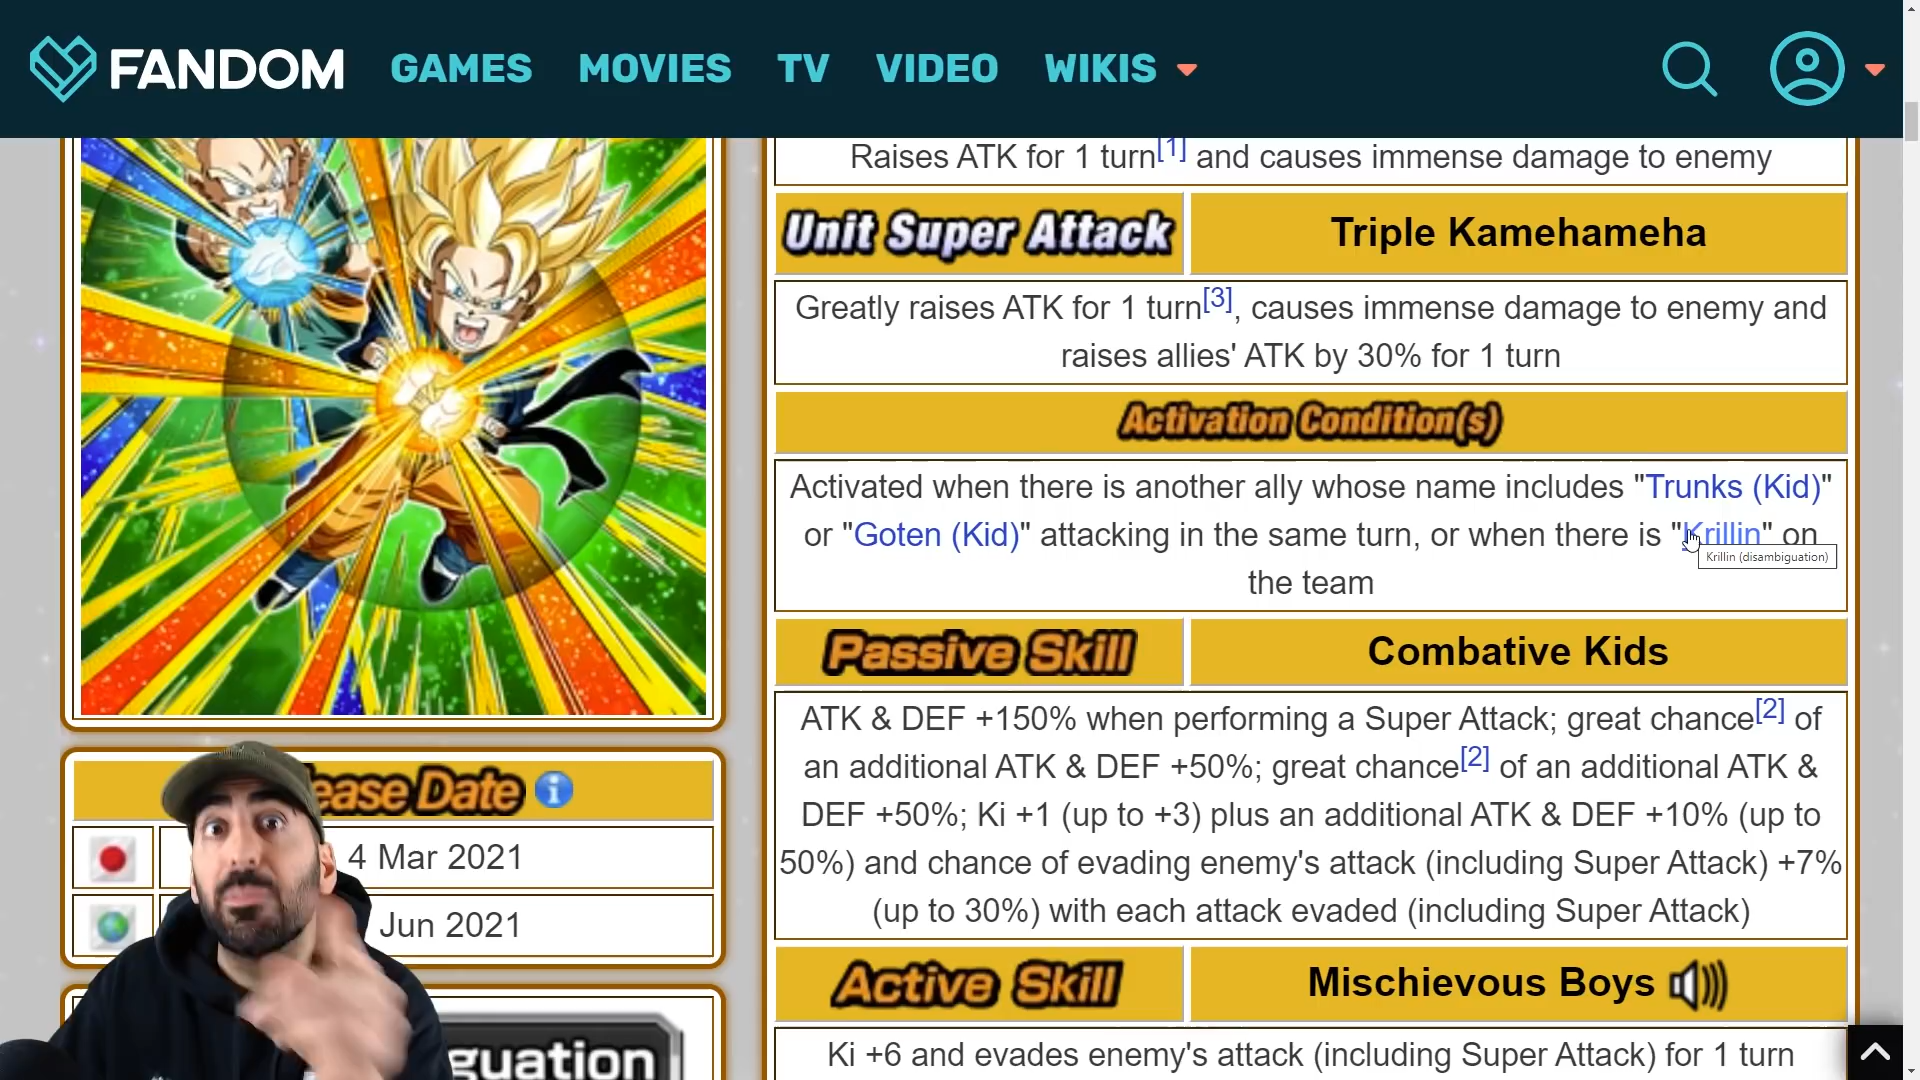 FANDOM GAMES MOVIES TV VIDEO WIKIS
Raises ATK for 1 turn[1] and causes immense damage to enemy
Unit Super Attack
Triple Kamehameha
Greatly raises ATK for 1 turn[3], causes immense damage to enemy and
raises allies' ATK by 30% for 1 turn
Activation Condition(s)
Activated when there is another ally whose name includes "Trunks (Kid)"
or "Goten (Kid)" attacking in the same turn, or when there is "Krillin" on
Krillin (disambiguation)
the team
Passive Skill
Combative Kids
ATK & DEF +150% when performing a Super Attack; great chance[2] of
an additional ATK & DEF +50%; great chance[2] of an additional ATK &
DEF +50%; Ki +1 (up to +3) plus an additional ATK & DEF +10% (up to
50%) and chance of evading enemy's attack (including Super Attack) +7%
(up to 30%) with each attack evaded (including Super Attack)
Active Skill
Mischievous Boys
Ki +6 and evades enemy's attack (including Super Attack) for 1 turn
ease Date
4 Mar 2021
Jun 2021
guation